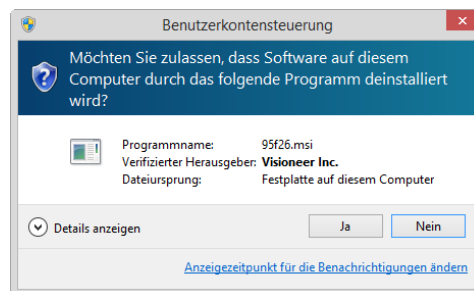 Benutzerkontensteuerung
Möchten Sie zulassen, dass Software auf diesem
Computer durch das folgende Programm deinstalliert
wird?
Programmname: 95f26.msi
Verifizierter Herausgeber: Visioneer Inc.
Dateiursprung: Festplatte auf diesem Computer
Details anzeigen Ja Nein
Anzeigezeitpunkt für die Benachrichtigungen ändern